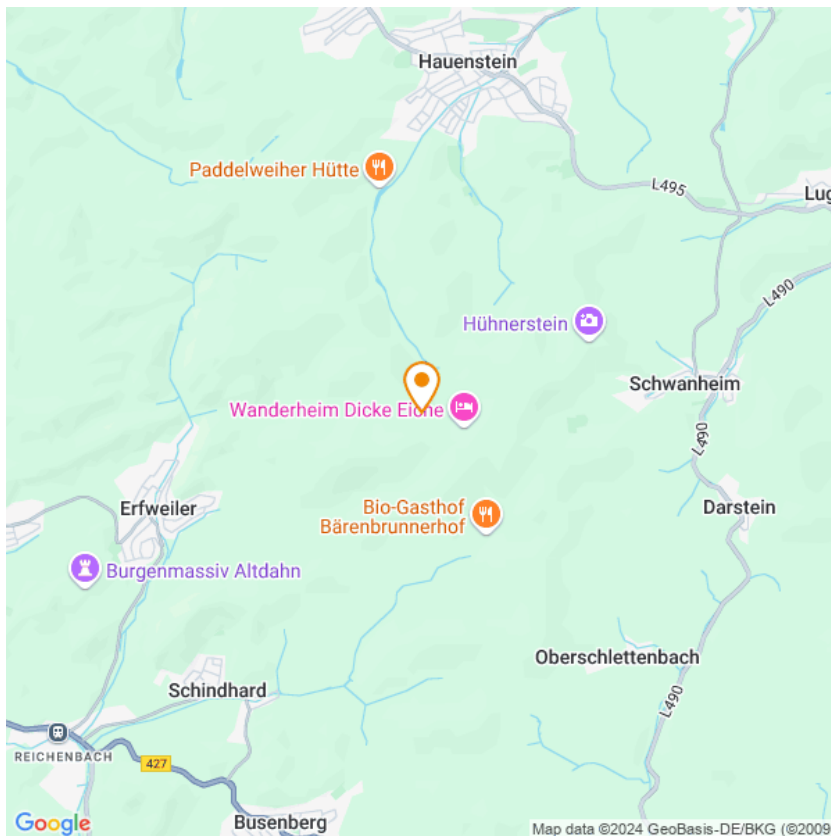 Hauenstein
Paddelweiher Hütte
L495
Lug
L490
Hühnerstein
Schwanheim
Wanderheim Dicke Eiche
L490
Bio-Gasthof
Bärenbrunnerhof
Erfweiler
Darstein
Burgenmassiv Altdahn
Oberschlettenbach
Schindhard
L490
REICHENBACH
427
Busenberg
Google
Map data ©2024 GeoBasis-DE/BKG (©2009